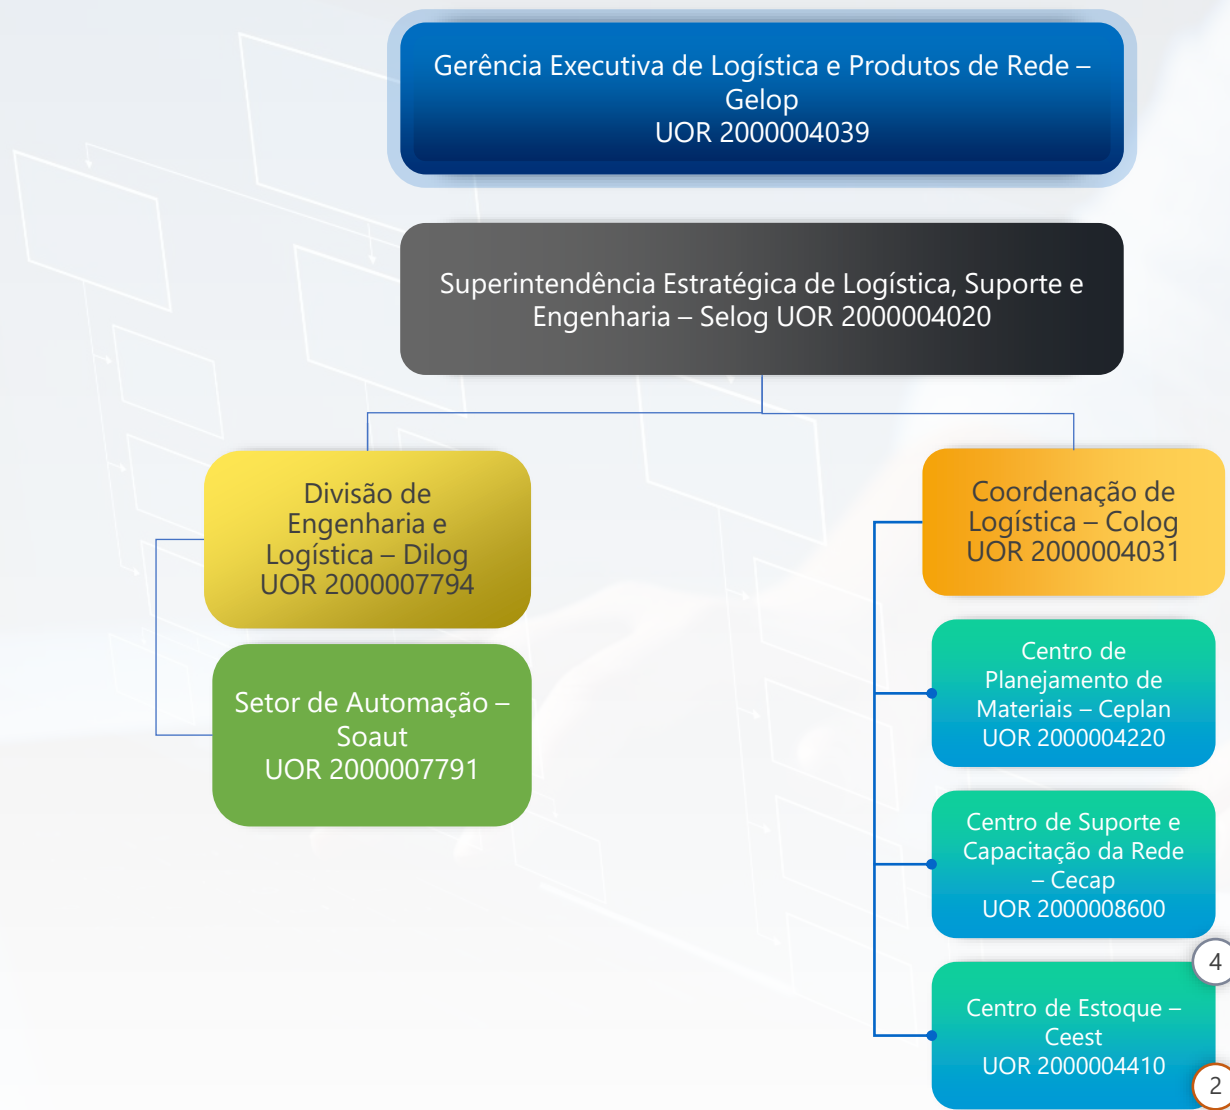 Gerência Executiva de Logística e Produtos de Rede –
Gelop
UOR 2000004039
Superintendência Estratégica de Logística, Suporte e
Engenharia – Selog UOR 2000004020
Divisão de
Engenharia e
Logística – Dilog
UOR 2000007794
Setor de Automação –
Soaut
UOR 2000007791
Coordenação de
Logística – Colog
UOR 2000004031
Centro de
Planejamento de
Materiais – Ceplan
UOR 2000004220
Centro de Suporte e
Capacitação da Rede
– Cecap
UOR 2000008600
4
Centro de Estoque –
Ceest
UOR 2000004410
2